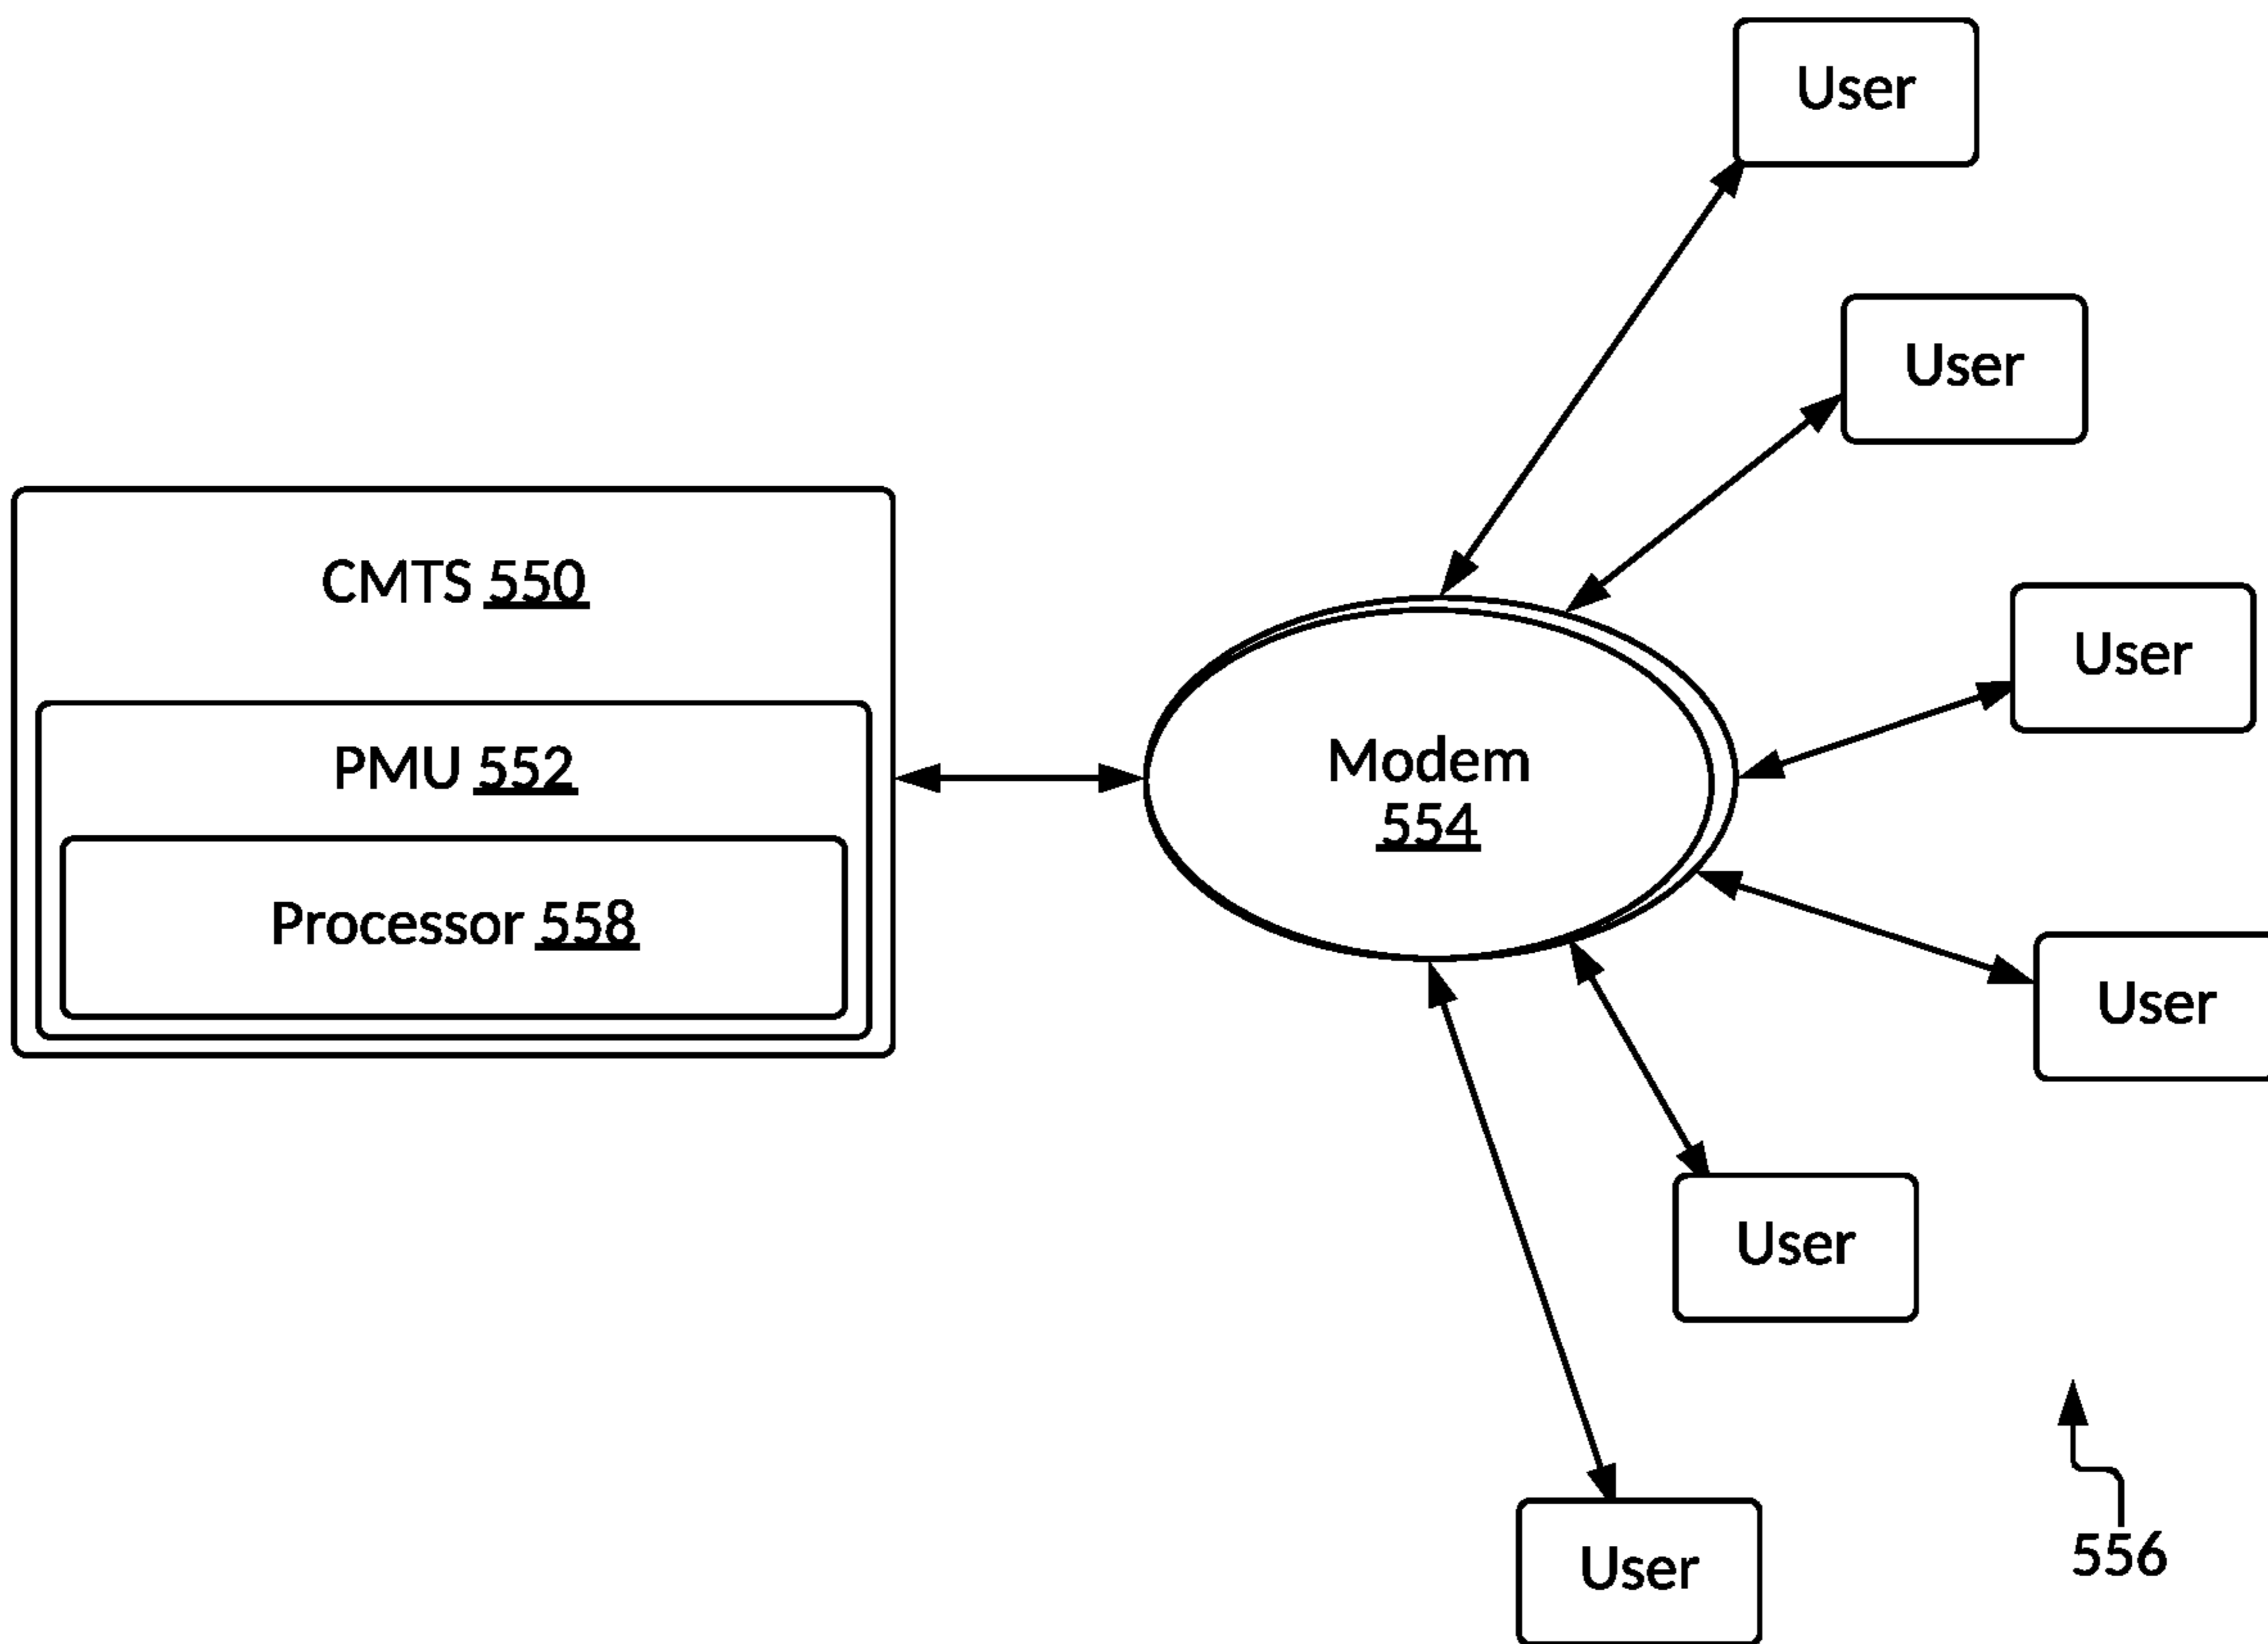 User
User
CMTS 550
User
PMU 552
Modem
554
Processor 558
User
User
User
556